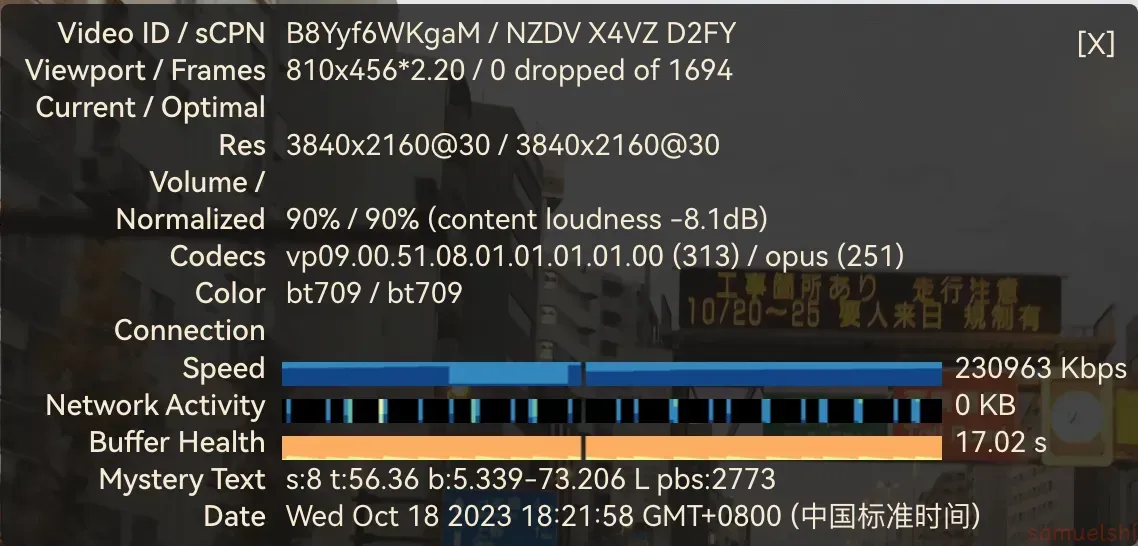 Video ID / sCPN B8Yyf6WKgaM / NZDV X4VZ D2FY
[X]
Viewport / Frames 810x456*2.20 / 0 dropped of 1694
Current / Optimal
Res 3840x2160@30 / 3840x2160@30
Volume /
Normalized 90% / 90% (content loudness -8.1dB)
Codecs vp09.00.51.08.01.01.01.01.00 (313) / opus (251)
Color bt709 / bt709
工事箇所あり 走行注意
10/20~25 要人来日 規制有
Connection
Speed 230963 Kbps
Network Activity 0 KB
Buffer Health 17.02 s
Mystery Text s:8 t:56.36 b:5.339-73.206 L pbs:2773
Date Wed Oct 18 2023 18:21:58 GMT+0800 (中国标准时间)